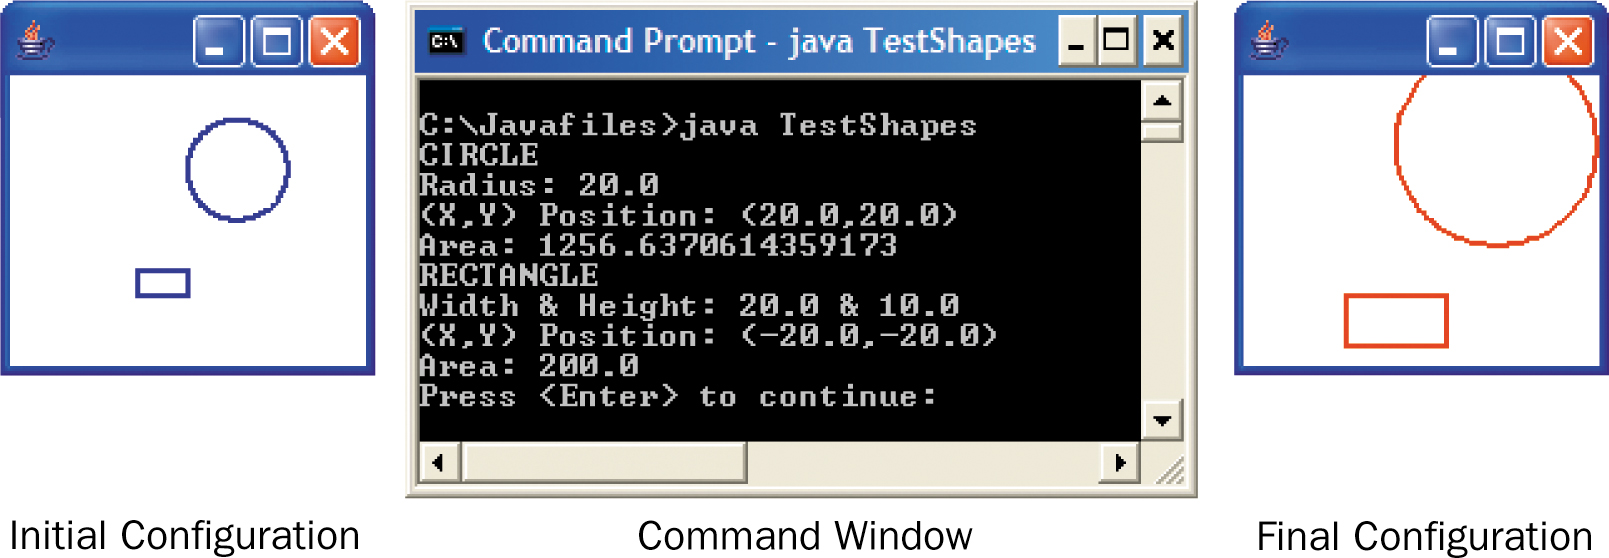 C:\
Command Prompt - java TestShapes
C:\Javafiles>java TestShapes
CIRCLE
Radius: 20.0
(X,Y) Position: (20.0,20.0)
Area: 1256.6370614359173
RECTANGLE
Width & Height: 20.0 & 10.0
(X,Y) Position: (-20.0,-20.0)
Area: 200.0
Press <Enter> to continue:
Initial Configuration
Command Window
Final Configuration